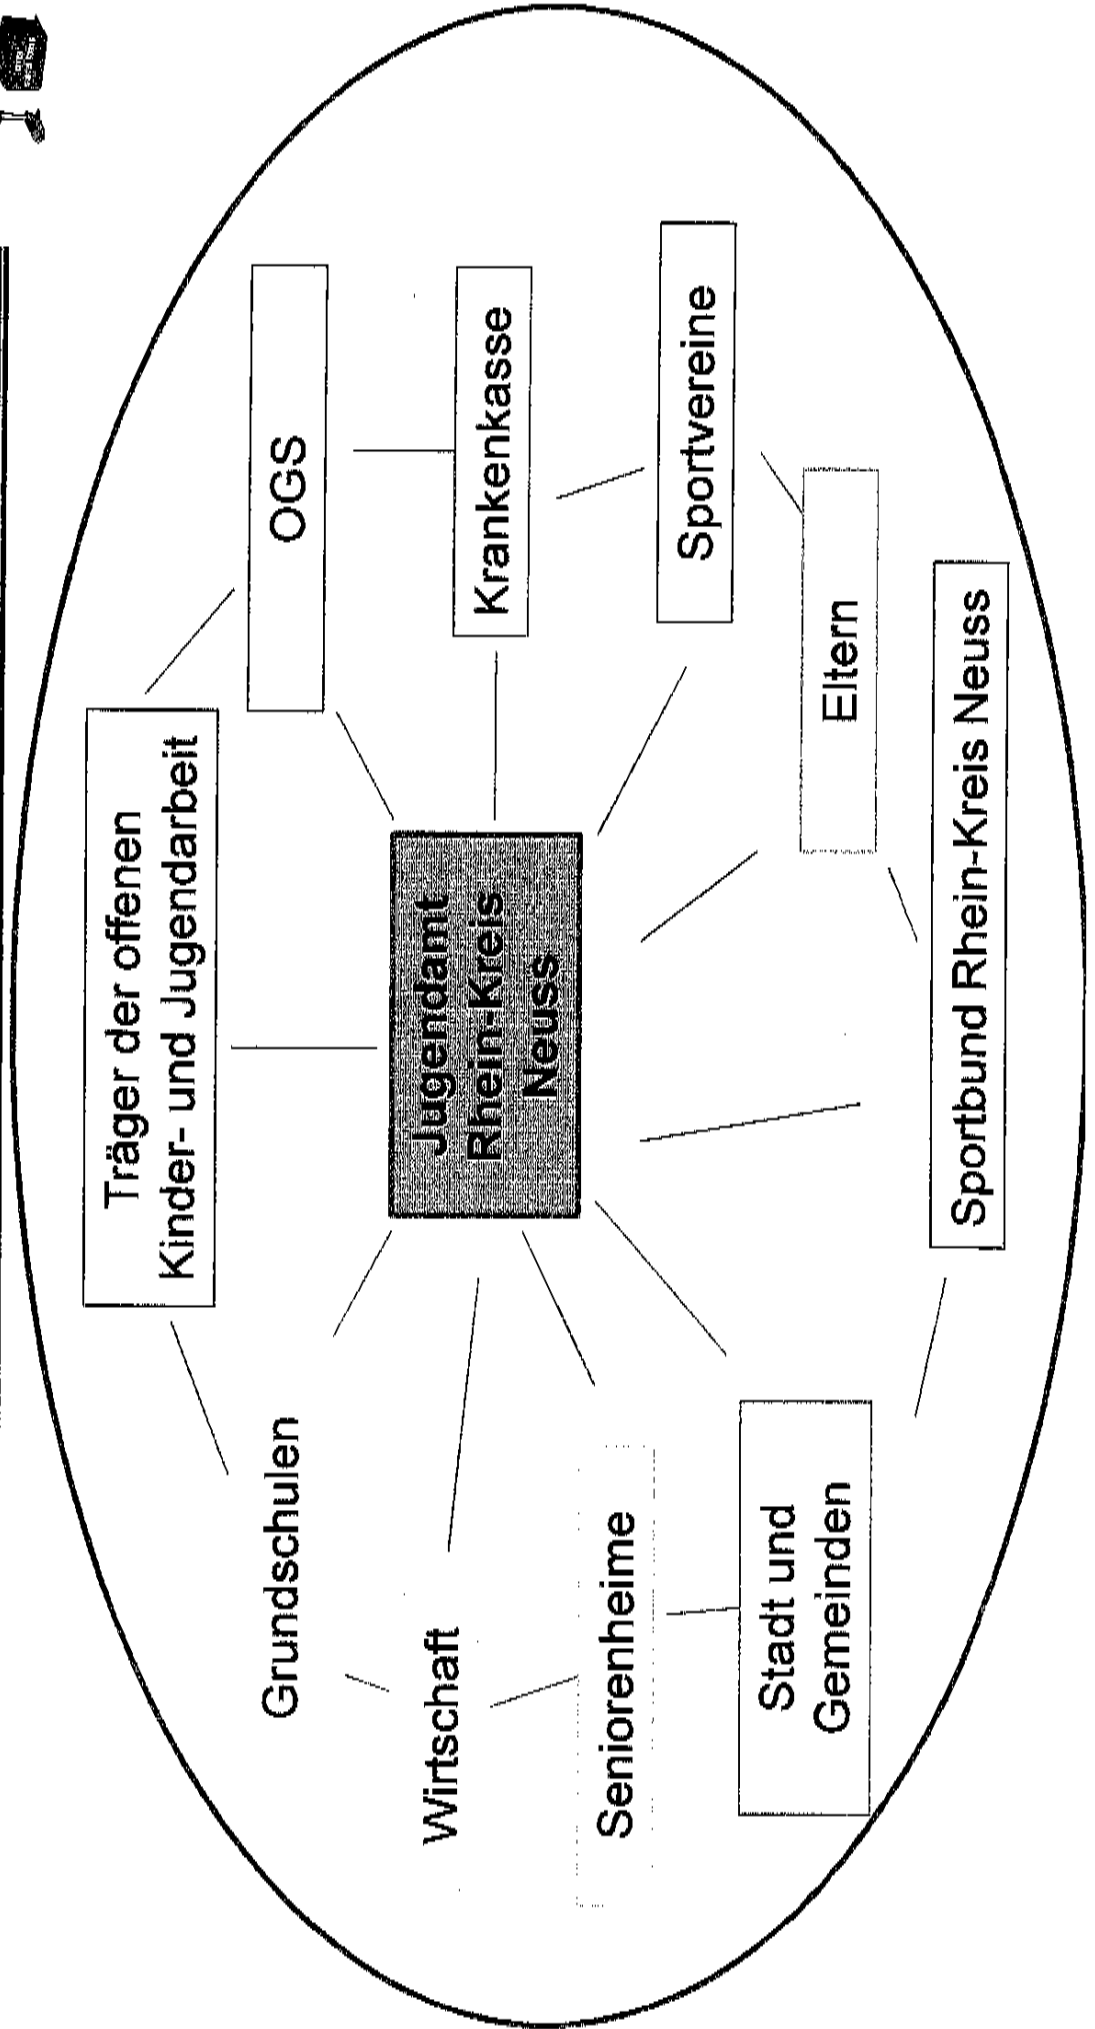 Träger der offenen
Kinder- und Jugendarbeit
Grundschulen
OGS
Wirtschaft
Jugendamt
Rhein-Kreis
Neuss
Krankenkasse
Seniorenheime
Sportvereine
Stadt und
Gemeinden
Eltern
Sportbund Rhein-Kreis Neuss